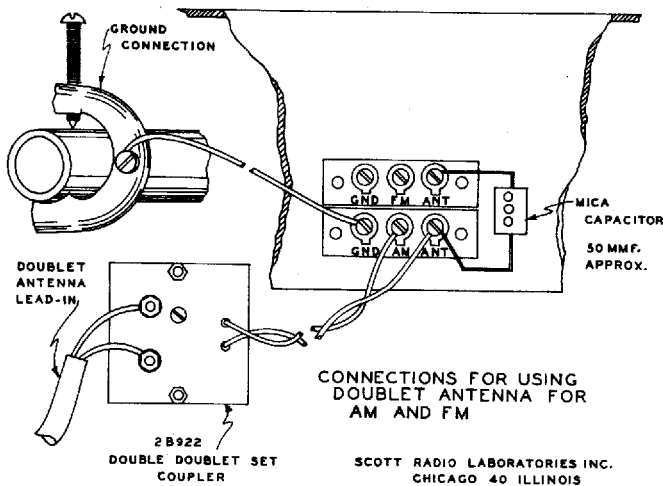 GROUND
CONNECTION
GND FM ANT
GND AM ANT
MICA
CAPACITOR
50 MMF.
APPROX.
DOUBLET
ANTENNA
LEAD-IN
2B922
DOUBLE DOUBLET SET
COUPLER
CONNECTIONS FOR USING
DOUBLET ANTENNA FOR
AM AND FM
SCOTT RADIO LABORATORIES INC.
CHICAGO 40 ILLINOIS